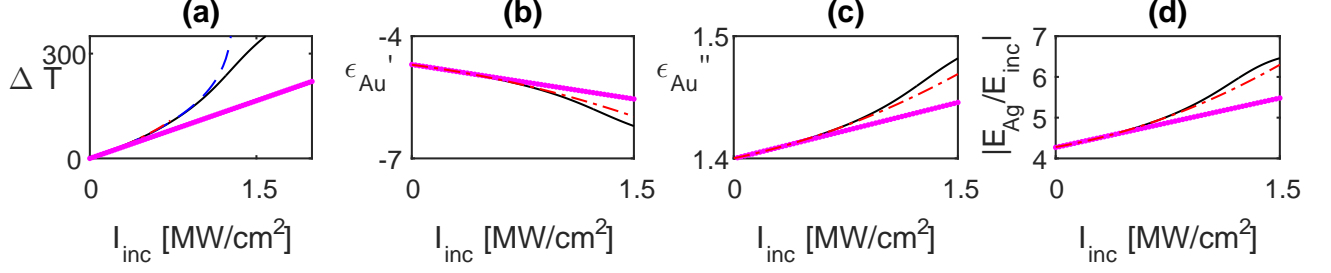 (a)
300
Δ T
0
0 1.5
I_inc [MW/cm²]
(b)
-4
ϵ_Au'
-7
0 1.5
I_inc [MW/cm²]
(c)
1.5
ϵ_Au''
1.4
0 1.5
I_inc [MW/cm²]
(d)
7
6
5
4
|E_Ag/E_inc|
0 1.5
I_inc [MW/cm²]